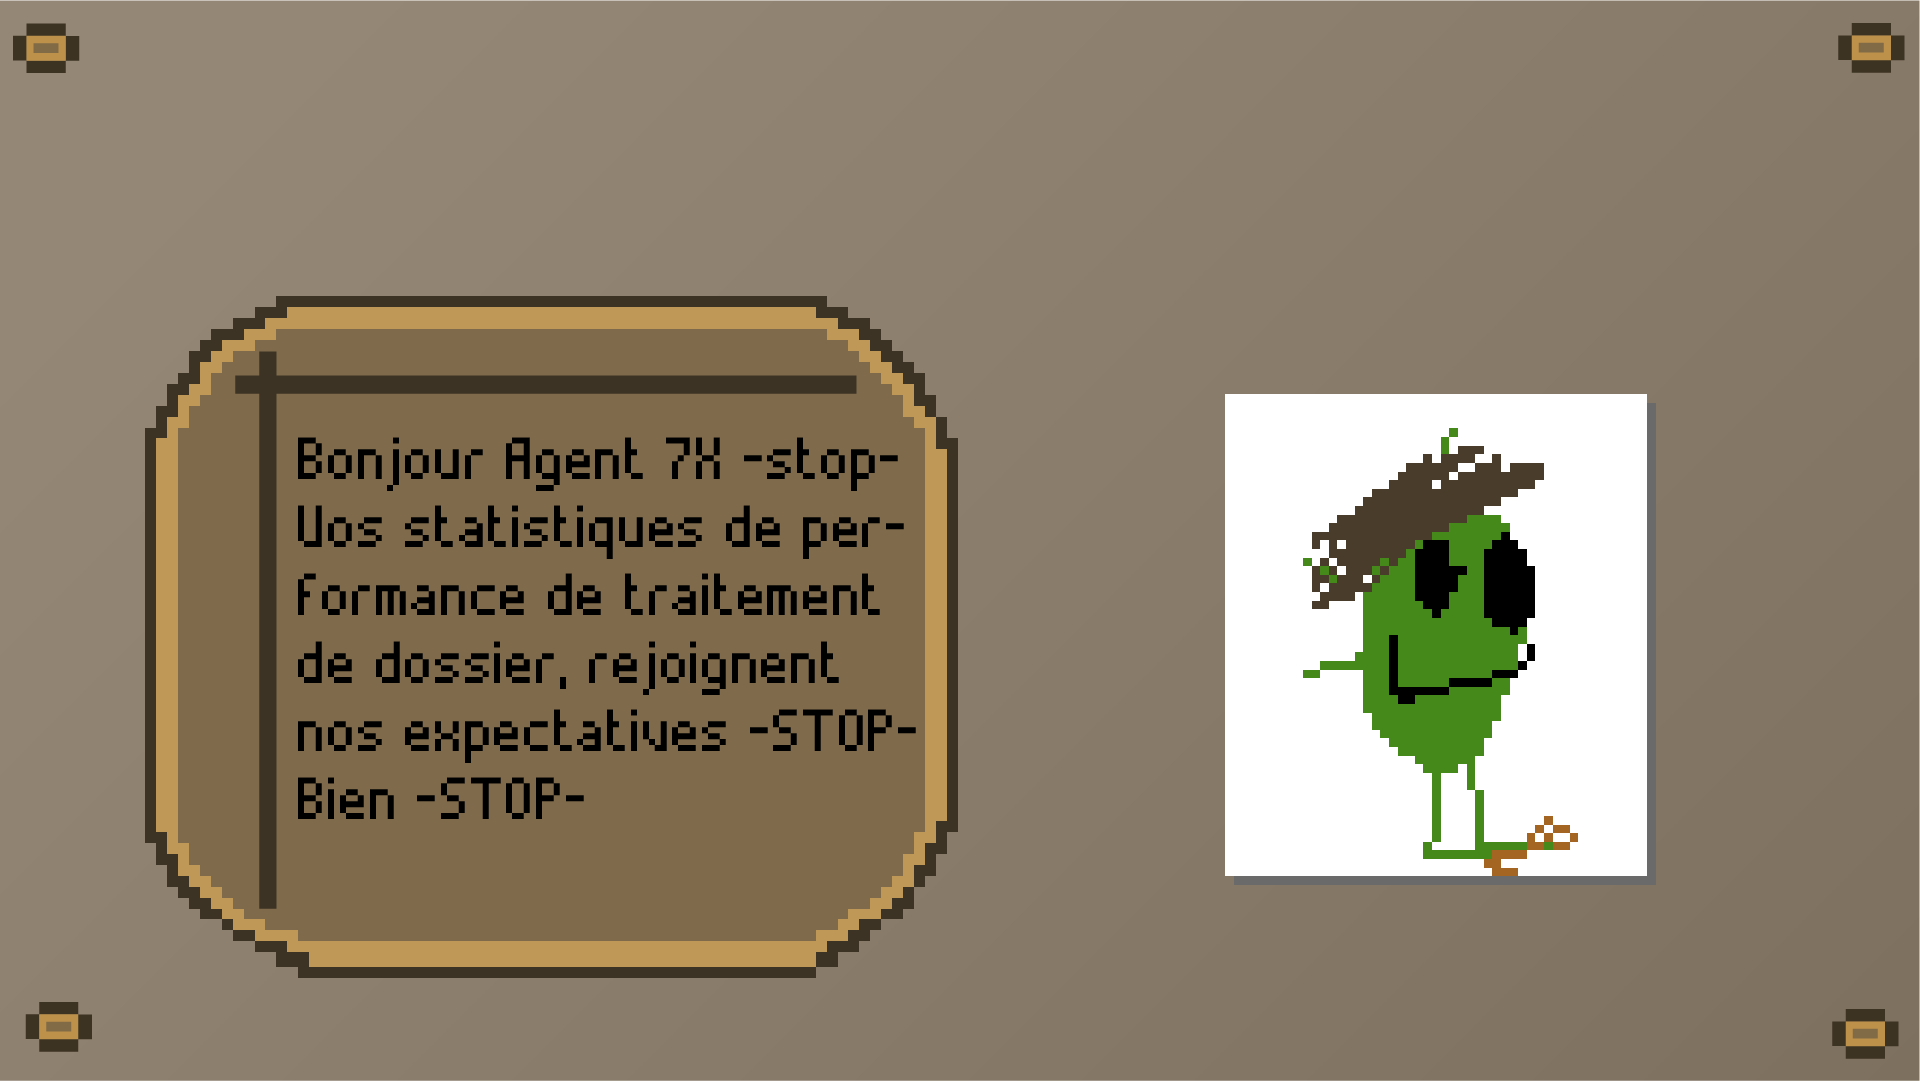 Bonjour Agent 7X -stop-
Vos statistiques de per-
formance de traitement
de dossier, rejoignent
nos expectatives -STOP-
Bien -STOP-